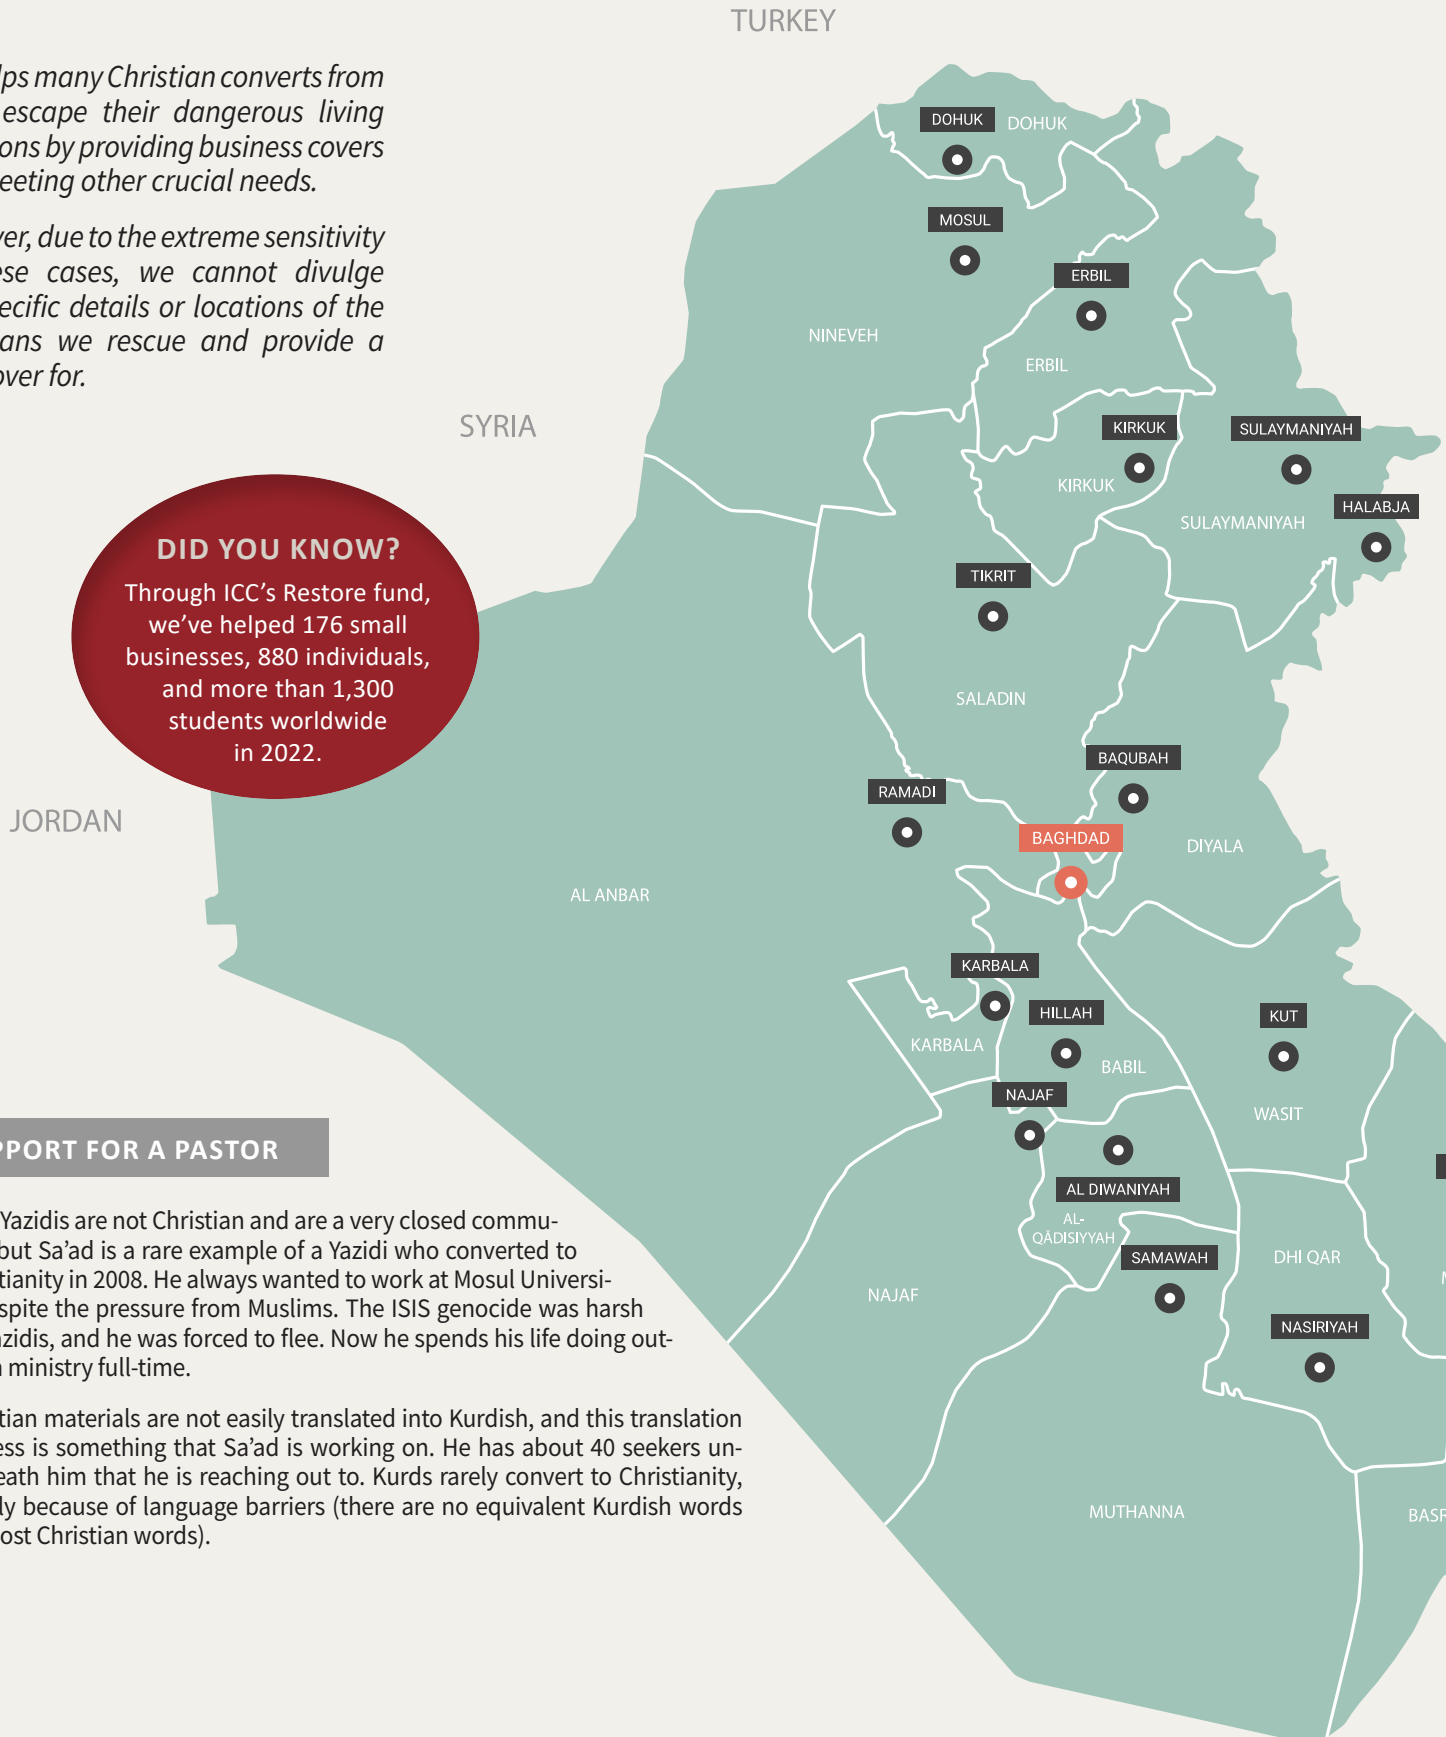 TURKEY
lps many Christian converts from
escape their dangerous living
ons by providing business covers
eeting other crucial needs.
ver, due to the extreme sensitivity
ese cases, we cannot divulge
ecific details or locations of the
ans we rescue and provide a
over for.
SYRIA
DID YOU KNOW?
Through ICC’s Restore fund,
we’ve helped 176 small
businesses, 880 individuals,
and more than 1,300
students worldwide
in 2022.
JORDAN
PPORT FOR A PASTOR
Yazidis are not Christian and are a very closed commu-
but Sa’ad is a rare example of a Yazidi who converted to
tianity in 2008. He always wanted to work at Mosul Universi-
spite the pressure from Muslims. The ISIS genocide was harsh
azidis, and he was forced to flee. Now he spends his life doing out-
h ministry full-time.
tian materials are not easily translated into Kurdish, and this translation
ess is something that Sa’ad is working on. He has about 40 seekers un-
eath him that he is reaching out to. Kurds rarely convert to Christianity,
ly because of language barriers (there are no equivalent Kurdish words
ost Christian words).
DOHUK
DOHUK
MOSUL
ERBIL
NINEVEH
ERBIL
KIRKUK
SULAYMANIYAH
KIRKUK
HALABJA
SULAYMANIYAH
TIKRIT
SALADIN
BAQUBAH
RAMADI
BAGHDAD
DIYALA
AL ANBAR
KARBALA
HILLAH
KUT
KARBALA
BABIL
NAJAF
WASIT
AL DIWANIYAH
AL-
QĀDISIYYAH
SAMAWAH
DHI QAR
NAJAF
NASIRIYAH
MUTHANNA
BASR